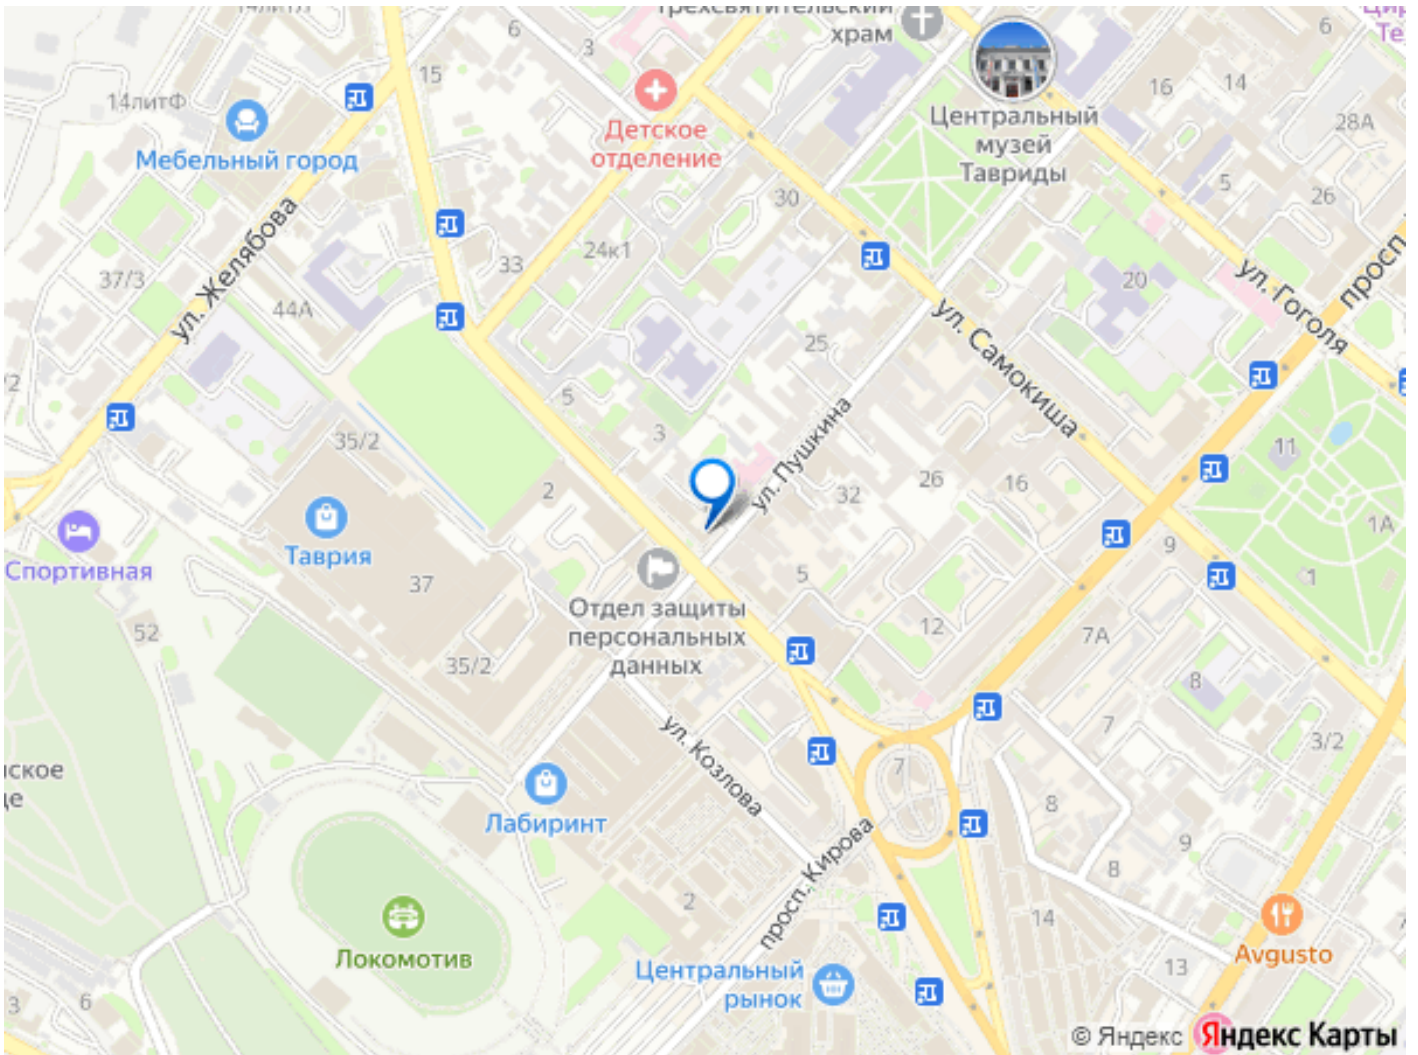 14литФ
6
3
15
храм
6
16
14
28А
Детское
отделение
Мебельный город
Центральный
музей
Тавриды
30
5
26
ул. Желябова
37/3
44А
33
24к1
20
ул. Гоголя
просп.
25
ул. Самокиша
5
3
35/2
2
ул. Пушкина
32
26
16
11
1А
Таврия
Спортивная
37
52
35/2
Отдел защиты
персональных
данных
5
12
9
1
7А
8
7
3/2
ул. Козлова
7
8
9
8
Лабиринт
просп. Кирова
2
14
Локомотив
Центральный
рынок
13
Avgusto
3
6
© Яндекс
Яндекс Карты